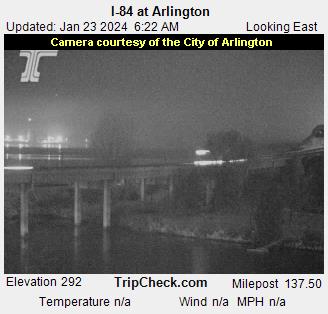 I-84 at Arlington
Updated: Jan 23 2024 6:22 AM Looking East
Camera courtesy of the City of Arlington
Elevation 292 TripCheck.com Milepost 137.50
Temperature n/a Wind n/a MPH n/a